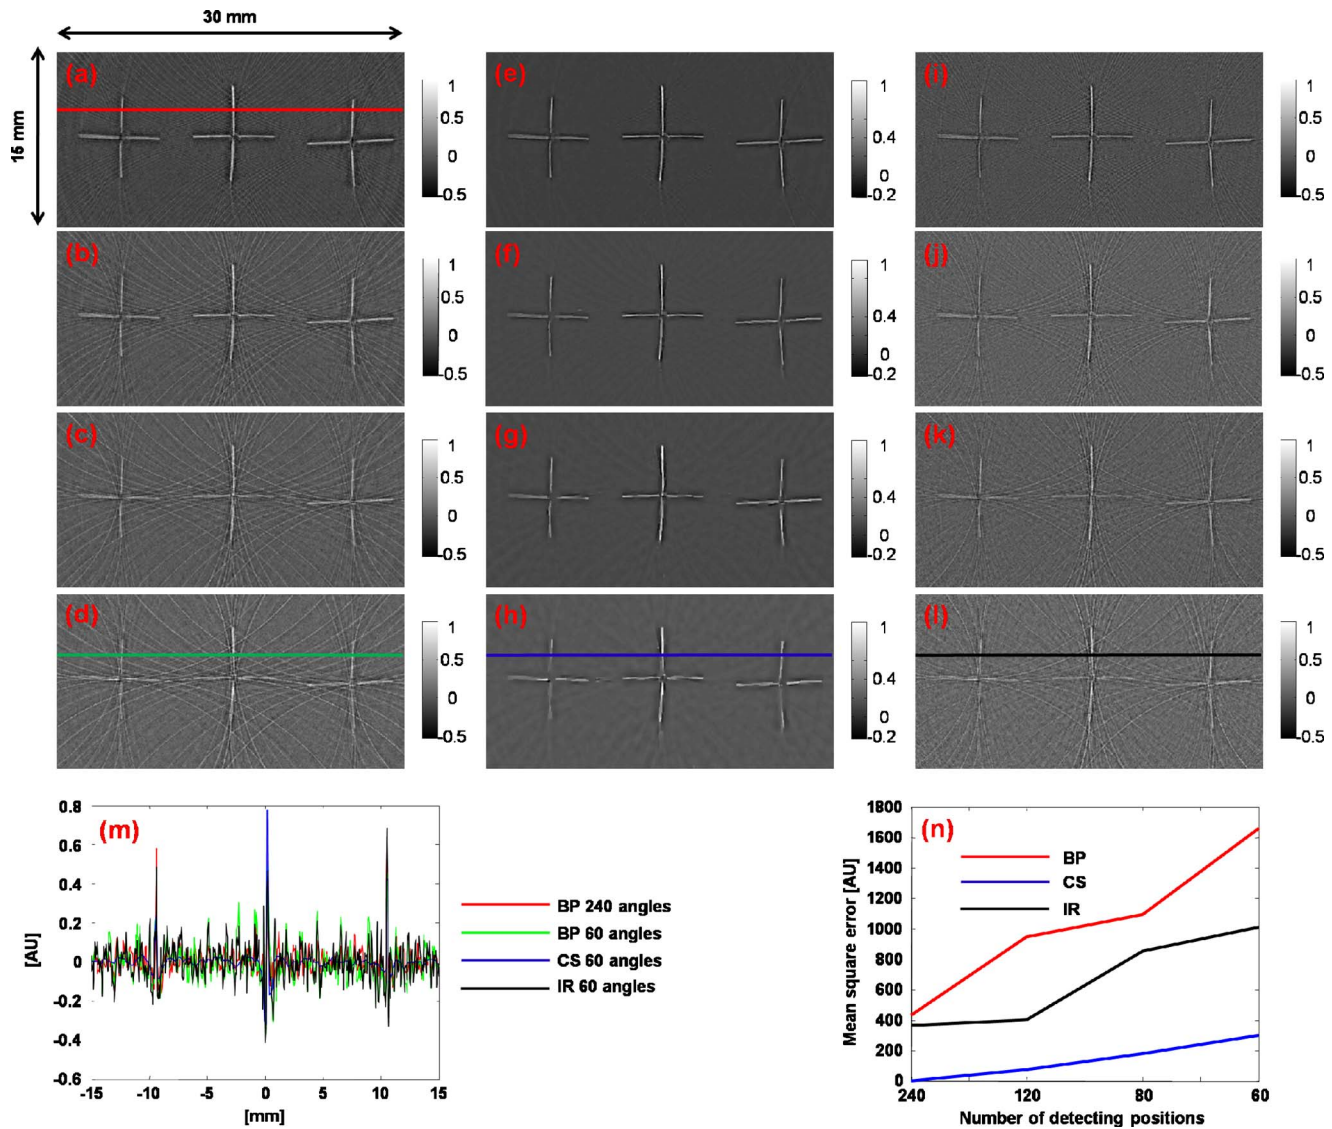 30 mm
15 mm
(a)
1
0.5
0
-0.5
(e)
1
0.4
0
-0.2
(i)
1
0.5
0
-0.5
(b)
1
0.5
0
-0.5
(f)
1
0.4
0
-0.2
(j)
1
0.5
0
-0.5
(c)
1
0.5
0
-0.5
(g)
1
0.4
0
-0.2
(k)
1
0.5
0
-0.5
(d)
1
0.5
0
-0.5
(h)
1
0.4
0
-0.2
(l)
1
0.5
0
-0.5
(m)
0.8
0.6
0.4
0.2
0
-0.2
-0.4
-0.6
[AU]
-15 -10 -5 0 5 10 15
[mm]
BP 240 angles
BP 60 angles
CS 60 angles
IR 60 angles
(n)
1800
1600
1400
1200
1000
800
600
400
200
0
Mean square error [AU]
BP
CS
IR
240 120 80 60
Number of detecting positions